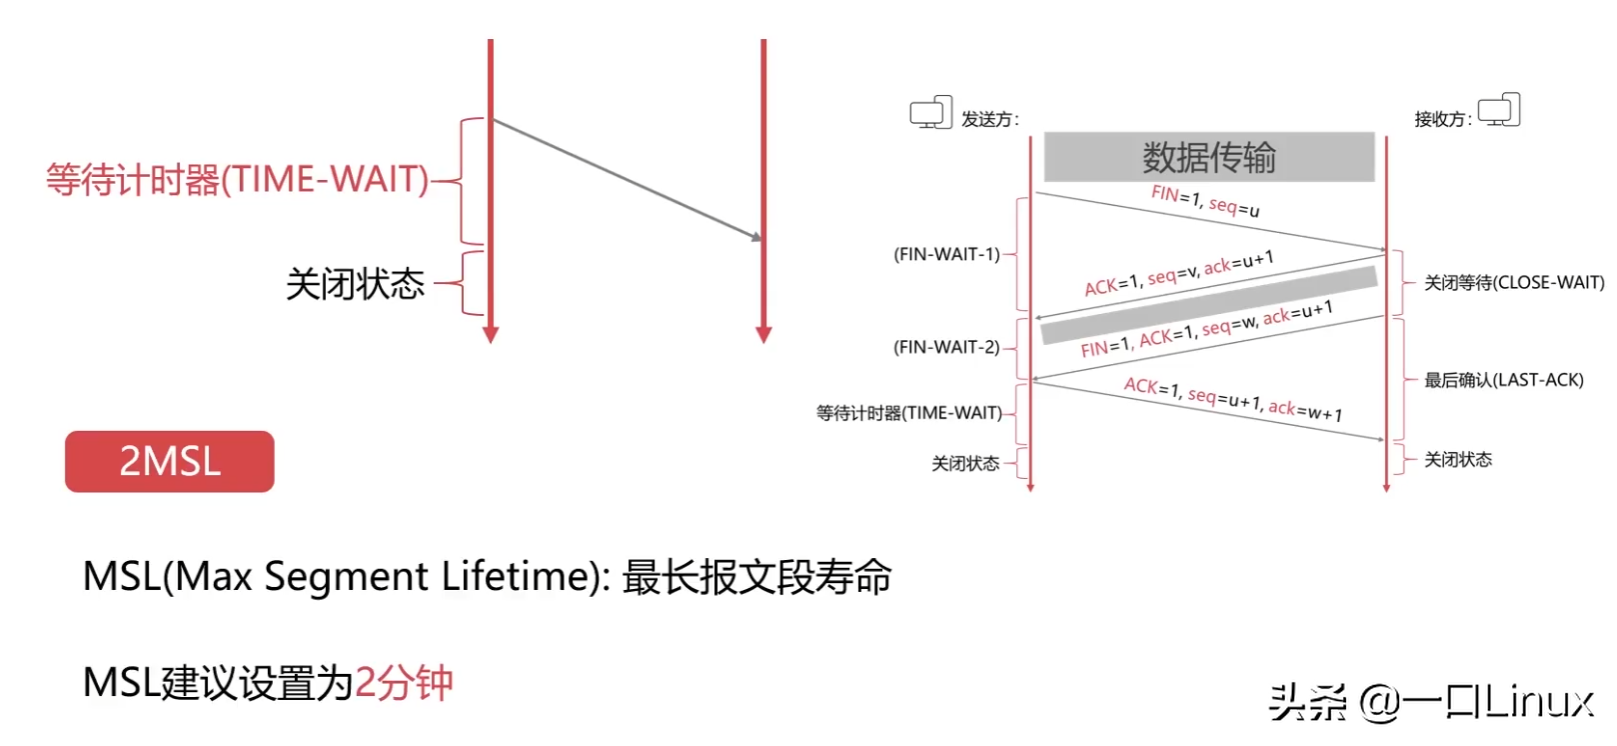 等待计时器(TIME-WAIT)
关闭状态
2MSL
MSL(Max Segment Lifetime): 最长报文段寿命
MSL建议设置为2分钟
发送方:
接收方:
数据传输
FIN=1, seq=u
(FIN-WAIT-1)
ACK=1, seq=v, ack=u+1
关闭等待(CLOSE-WAIT)
(FIN-WAIT-2)
FIN=1, ACK=1, seq=w, ack=u+1
最后确认(LAST-ACK)
等待计时器(TIME-WAIT)
ACK=1, seq=u+1, ack=w+1
关闭状态
关闭状态
头条 @一口Linux